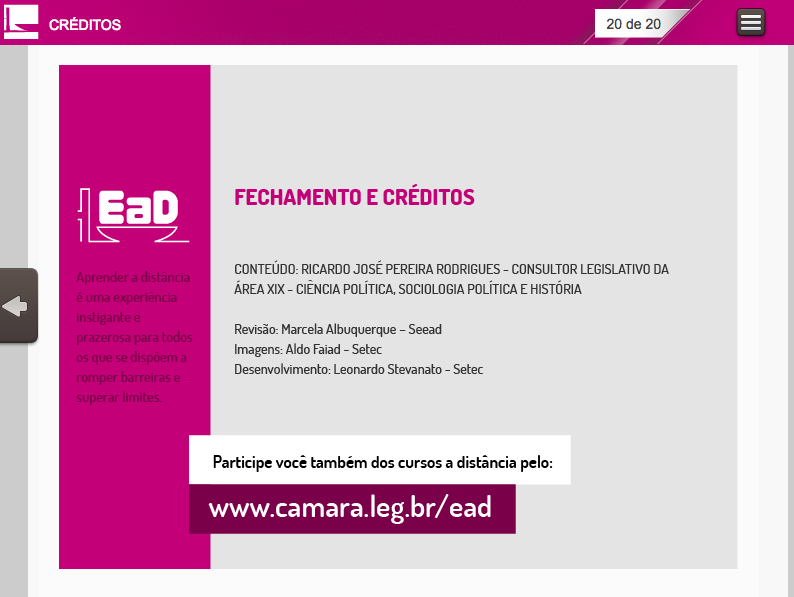 CRÉDITOS
20 de 20
EaD
Aprender a distância
é uma experiência
instigante e
prazerosa para todos
os que se dispõem a
romper barreiras e
superar limites.
FECHAMENTO E CRÉDITOS
CONTEÚDO: RICARDO JOSÉ PEREIRA RODRIGUES – CONSULTOR LEGISLATIVO DA
ÁREA XIX – CIÊNCIA POLÍTICA, SOCIOLOGIA POLÍTICA E HISTÓRIA
Revisão: Marcela Albuquerque – Seead
Imagens: Aldo Faiad - Setec
Desenvolvimento: Leonardo Stevanato – Setec
Participe você também dos cursos a distância pelo:
www.camara.leg.br/ead